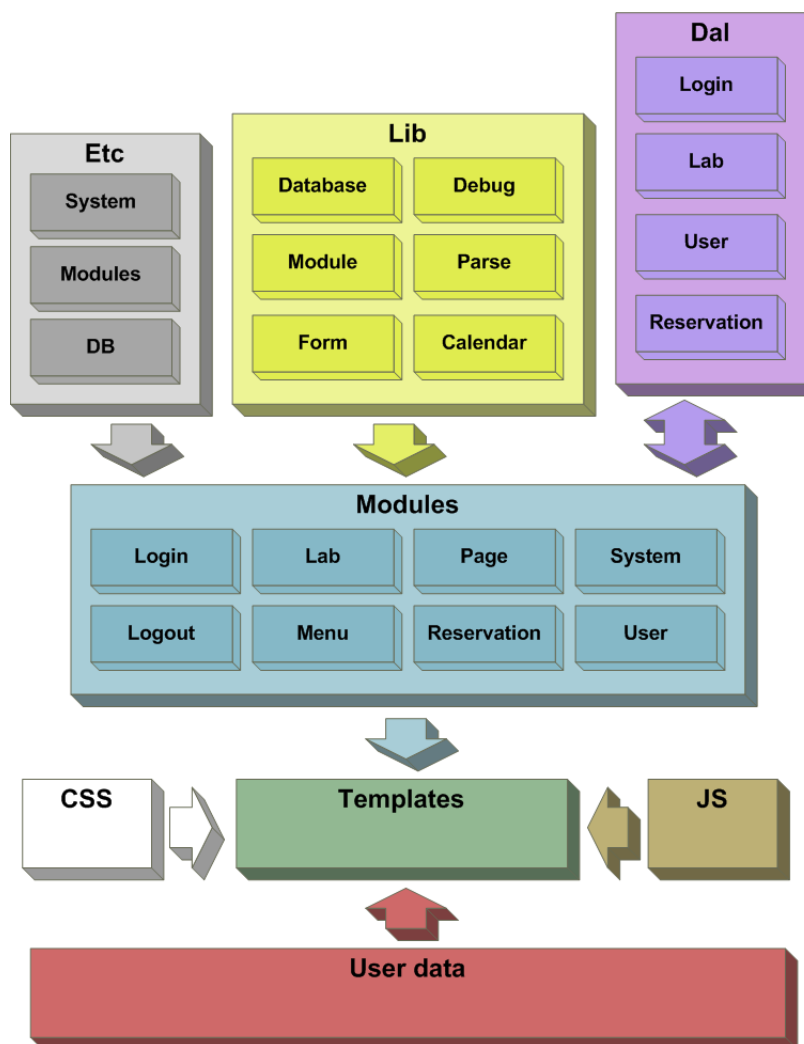 Dal
Login
Lab
User
Reservation
Lib
Database
Debug
Module
Parse
Form
Calendar
Etc
System
Modules
DB
Modules
Login
Lab
Page
System
Logout
Menu
Reservation
User
CSS
Templates
JS
User data